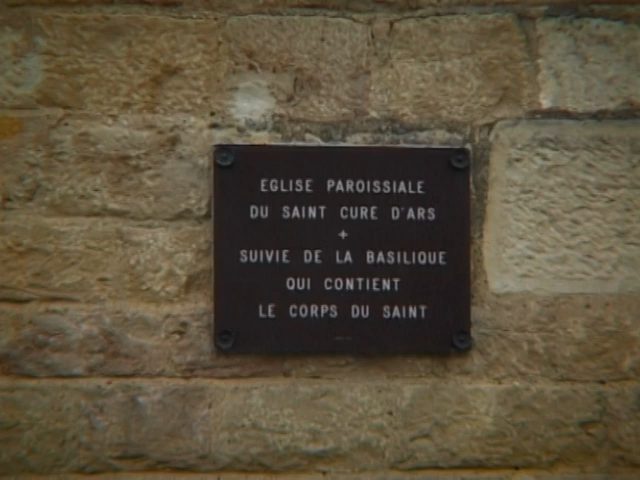 EGLISE PAROISSIALE
DU SAINT CURE D'ARS
+
SUIVIE DE LA BASILIQUE
QUI CONTIENT
LE CORPS DU SAINT